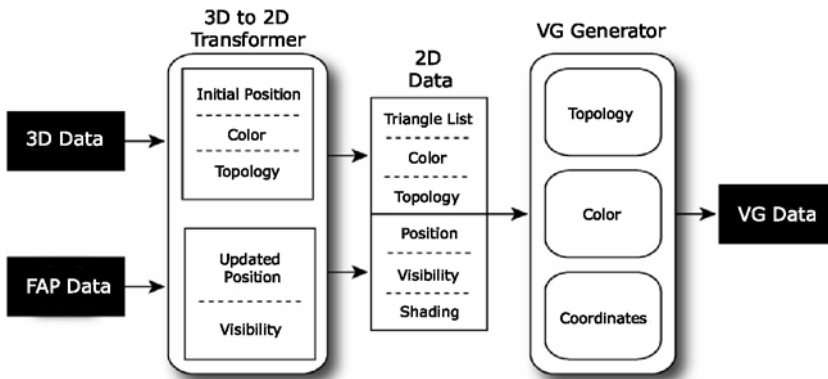 3D to 2D
Transformer
VG Generator
2D
Data
3D Data
Initial Position
Color
Topology
Triangle List
Color
Topology
Topology
Color
VG Data
FAP Data
Updated
Position
Visibility
Position
Visibility
Shading
Coordinates